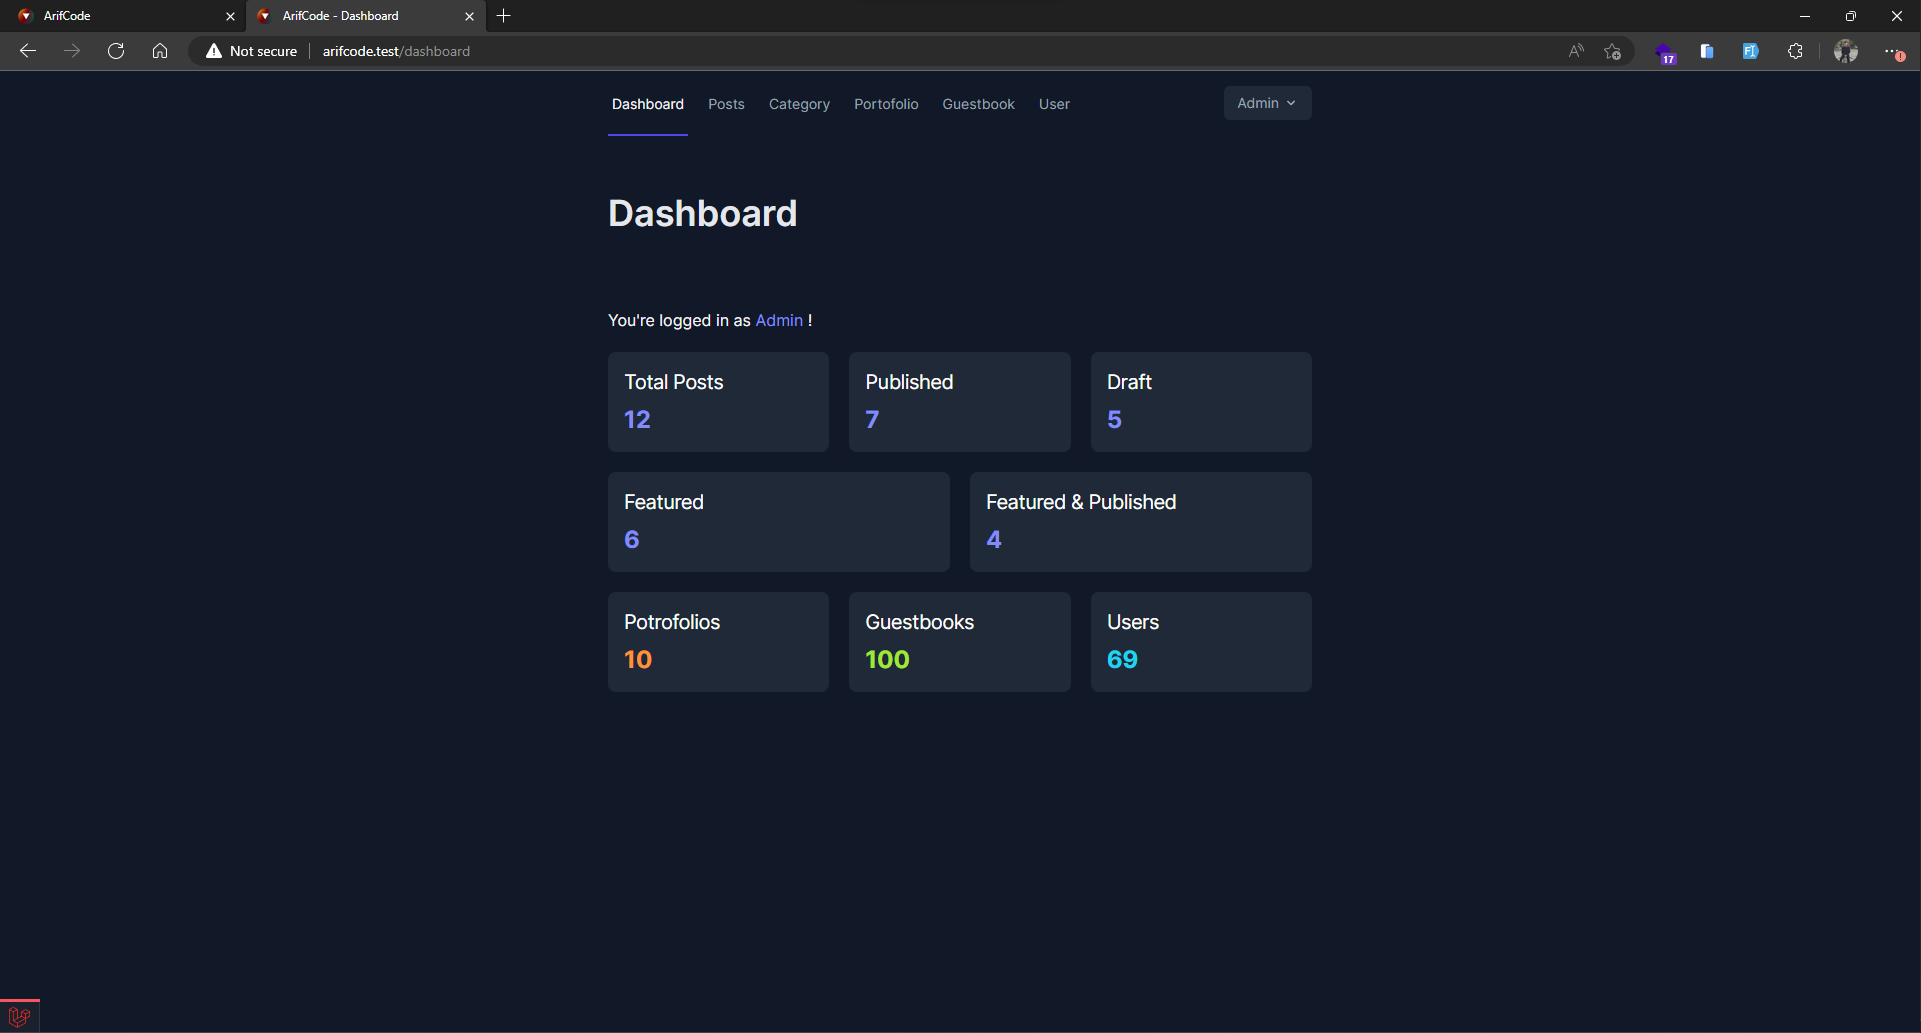 ArifCode
ArifCode - Dashboard
Not secure
arifcode.test/dashboard
17
Dashboard
Posts
Category
Portofolio
Guestbook
User
Admin
Dashboard
You're logged in as Admin !
Total Posts
12
Published
7
Draft
5
Featured
6
Featured & Published
4
Potrofolios
10
Guestbooks
100
Users
69